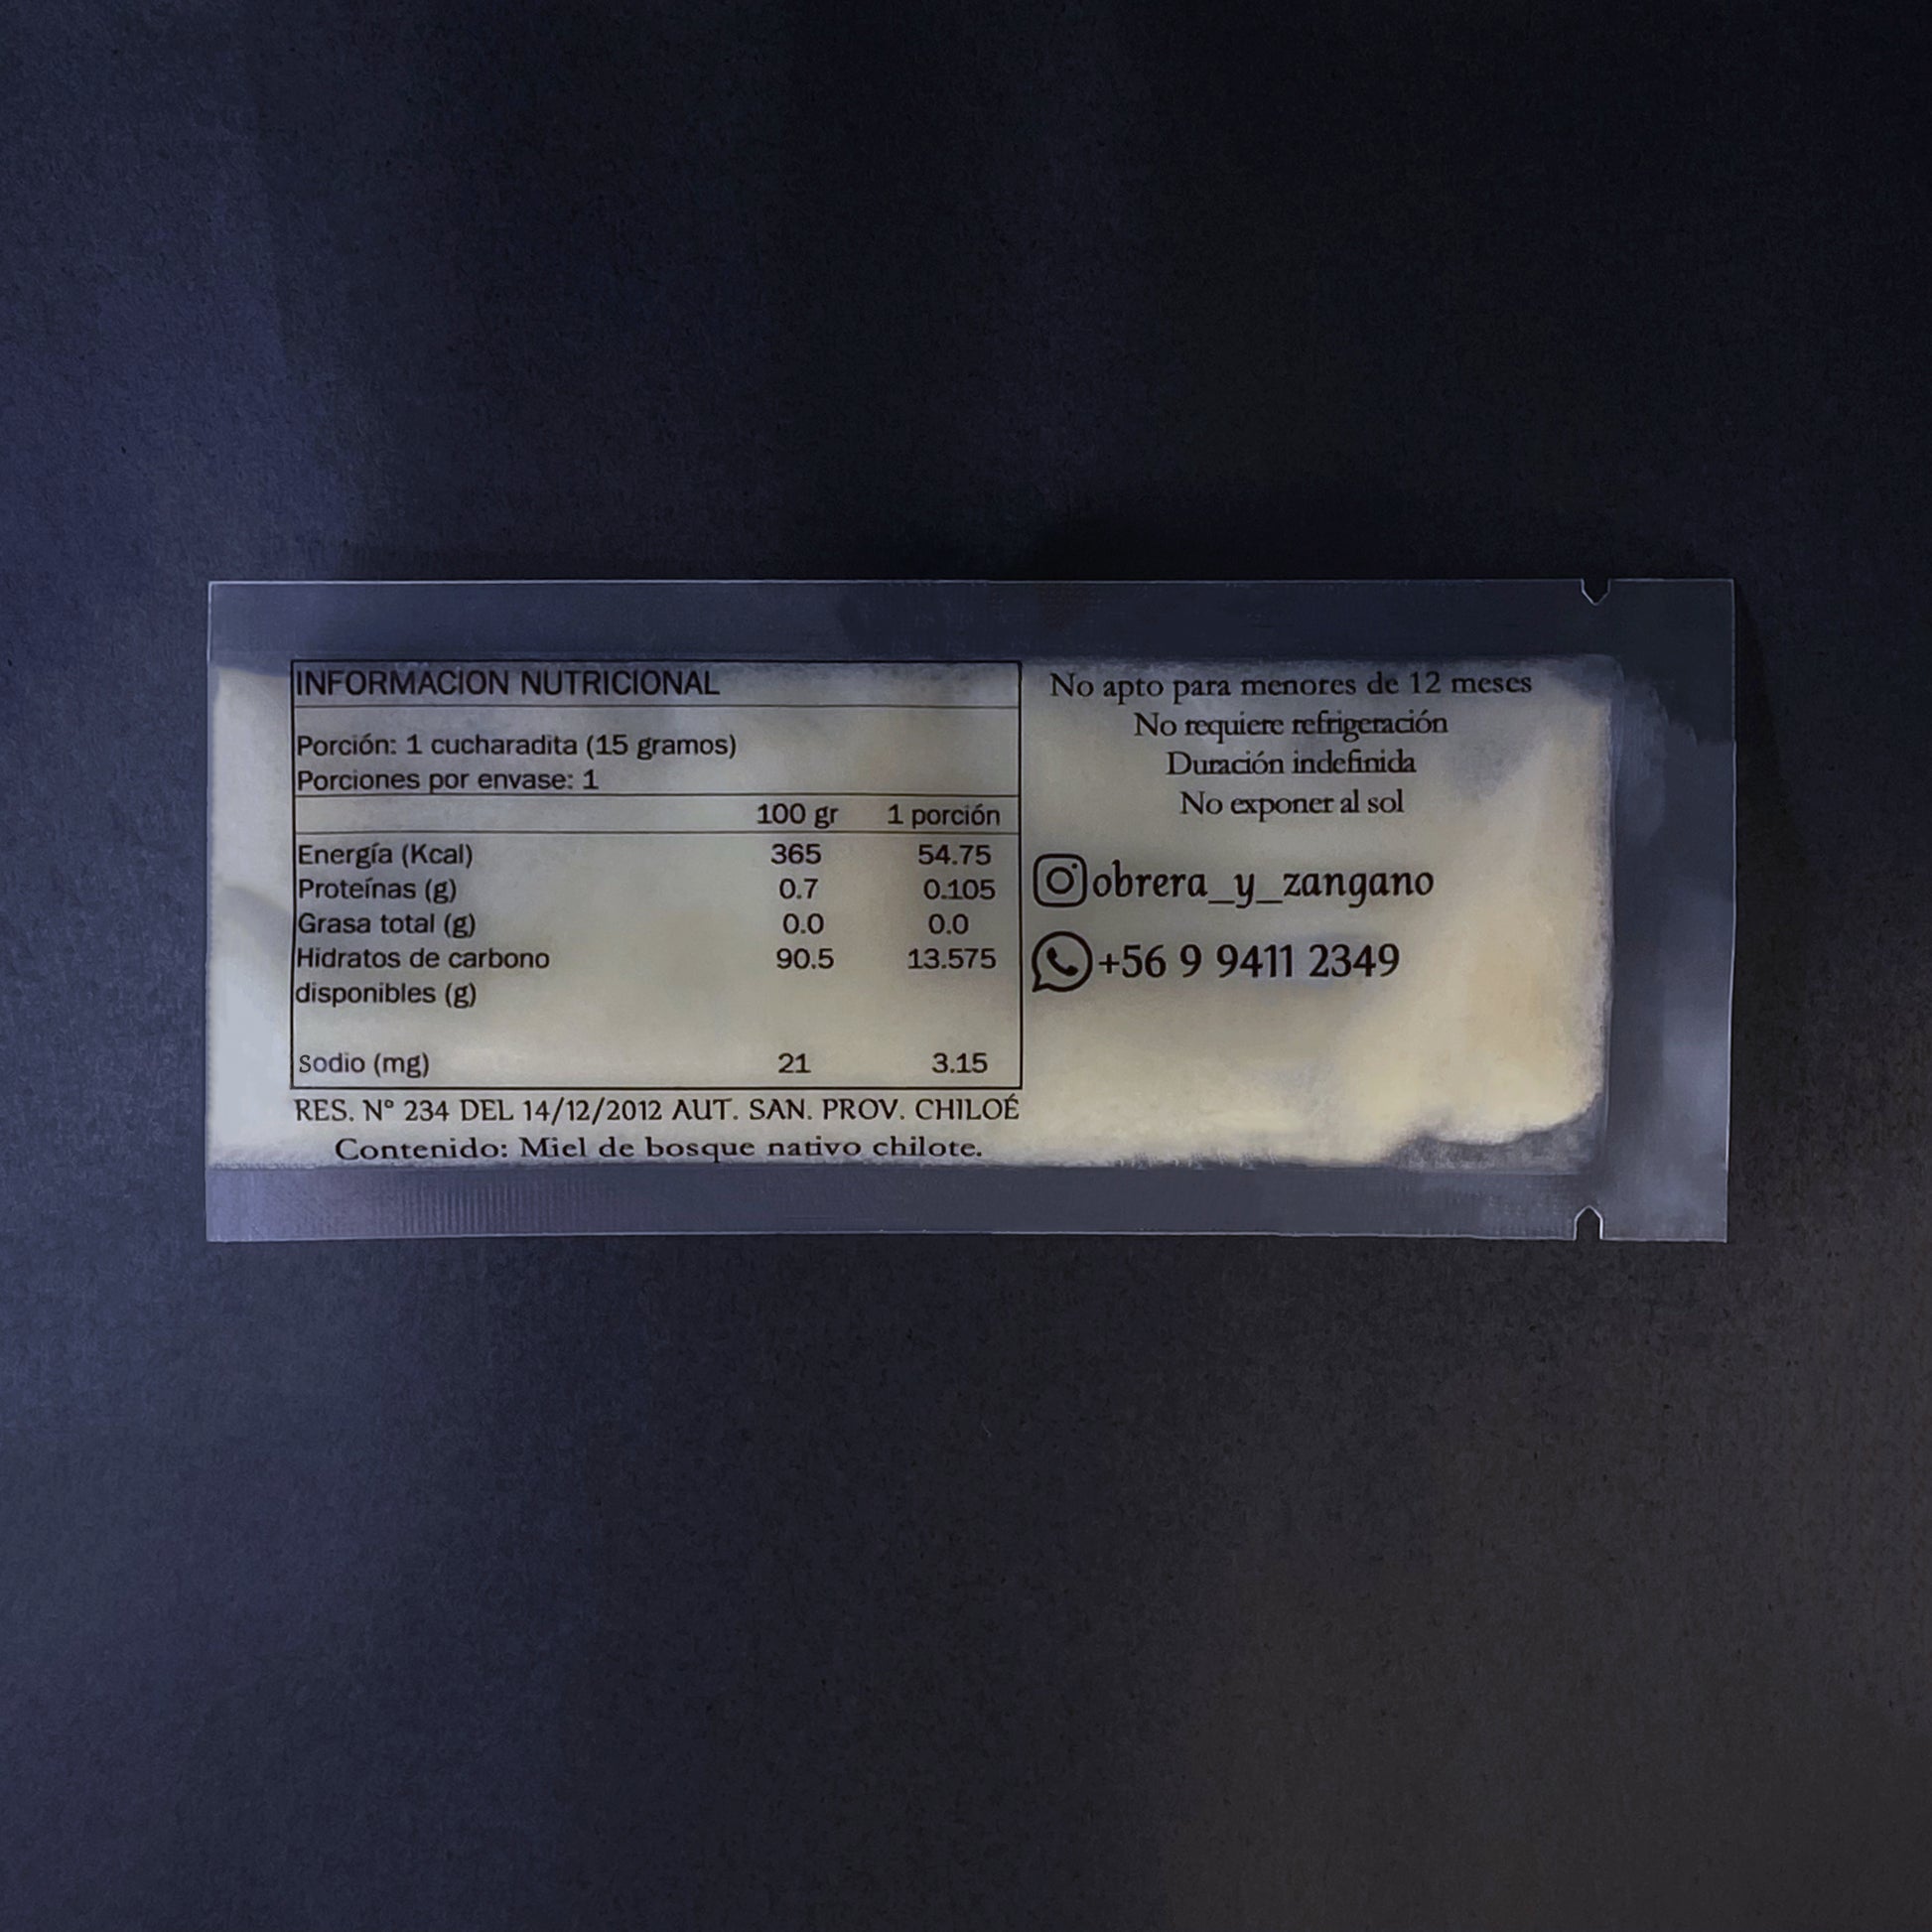 INFORMACION NUTRICIONAL
Porción: 1 cucharadita (15 gramos)
Porciones por envase: 1
100 gr 1 porción
Energía (Kcal) 365 54.75
Proteínas (g) 0.7 0.105
Grasa total (g) 0.0 0.0
Hidratos de carbono 90.5 13.575
disponibles (g)
Sodio (mg) 21 3.15
RES. Nº 234 DEL 14/12/2012 AUT. SAN. PROV. CHILOÉ
Contenido: Miel de bosque nativo chilote.
No apto para menores de 12 meses
No requiere refrigeración
Duración indefinida
No exponer al sol
obrera_y_zangano
+56 9 9411 2349